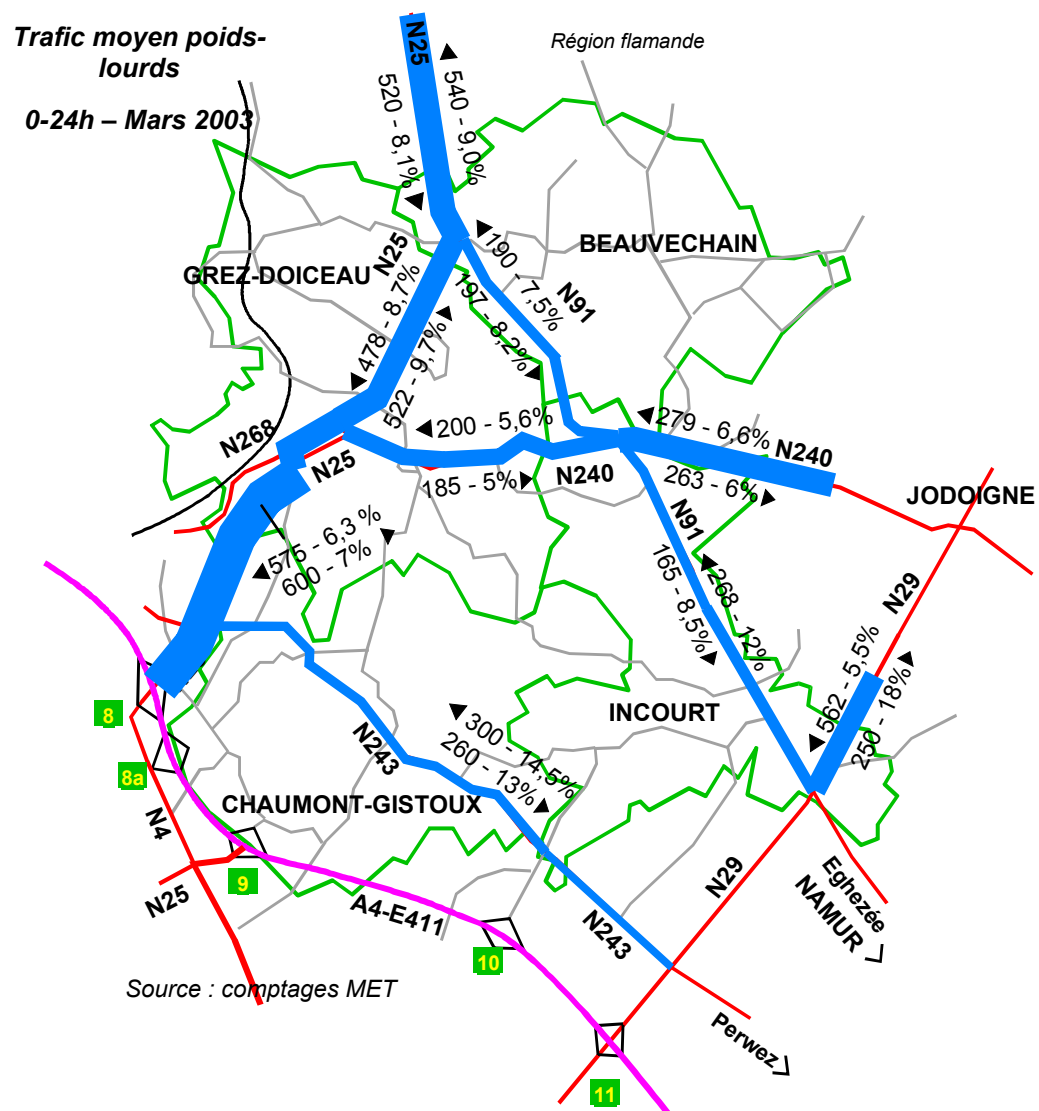 Trafic moyen poids-
lourds
0-24h – Mars 2003
Région flamande
N25
540 - 9,0%
520 - 8,1%
BEAUVECHAIN
GREZ-DOICEAU
N25
190 - 7,5%
197 - 8,2%
N91
478 - 8,7%
522 - 9,7%
N268
N25
200 - 5,6%
185 - 5%
N240
279 - 6,6%
263 - 6%
N240
JODOIGNE
N91
575 - 6,3 %
600 - 7%
268 - 12%
165 - 8,5%
N29
562 - 5,5%
250 - 18%
INCOURT
8
8a
N243
300 - 14,5%
260 - 13%
CHAUMONT-GISTOUX
N4
N25
9
A4-E411
10
N243
N29
Eghezée
NAMUR
Source : comptages MET
Perwez
11